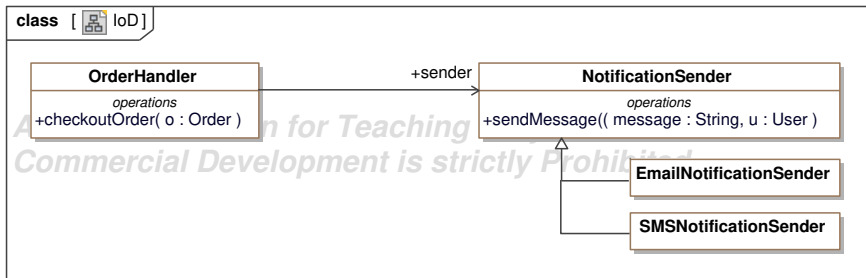 class [ IoD]
OrderHandler
operations
+checkoutOrder( o : Order )
+sender
NotificationSender
operations
+sendMessage(( message : String, u : User )
n for Teaching
Commercial Development is strictly Prohibited
EmailNotificationSender
SMSNotificationSender